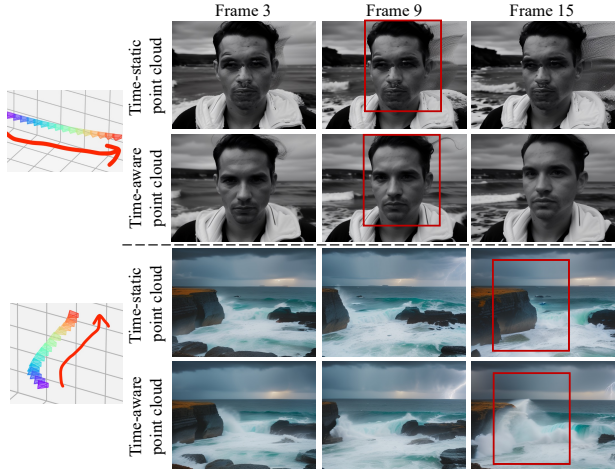 Frame 3 Frame 9 Frame 15
Time-static
point cloud
Time-aware
point cloud
Time-static
point cloud
Time-aware
point cloud